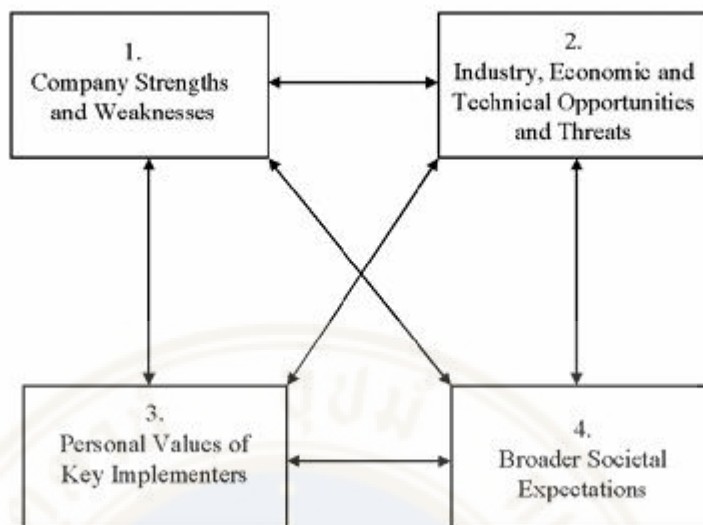 1.
Company Strengths
and Weaknesses
2.
Industry, Economic and
Technical Opportunities
and Threats
3.
Personal Values of
Key Implementers
4.
Broader Societal
Expectations